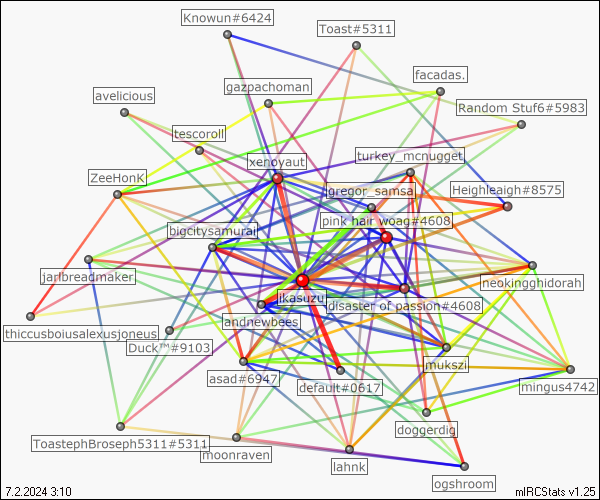 Knowun#6424
Toast#5311
facadas.
gazpachoman
avelicious
Random Stuf6#5983
tescoroll
turkey_mcnugget
xenoyaut
ZeeHonk
gregor_samsa
Heighleaigh#8575
pink hair woag#4608
bigcitysamurai
jarlbreadmaker
neokingghidorah
ilkasuzu
disaster of passion#4608
andnewbees
thiccusboiusalexusjoneus
Duck™#9103
mukszi
asad#6947
default#0617
mingus4742
doggerdig
ToastephBroseph5311#5311
moonraven
lahnk
ogshroom
7.2.2024 3:10
mIRCStats v1.25